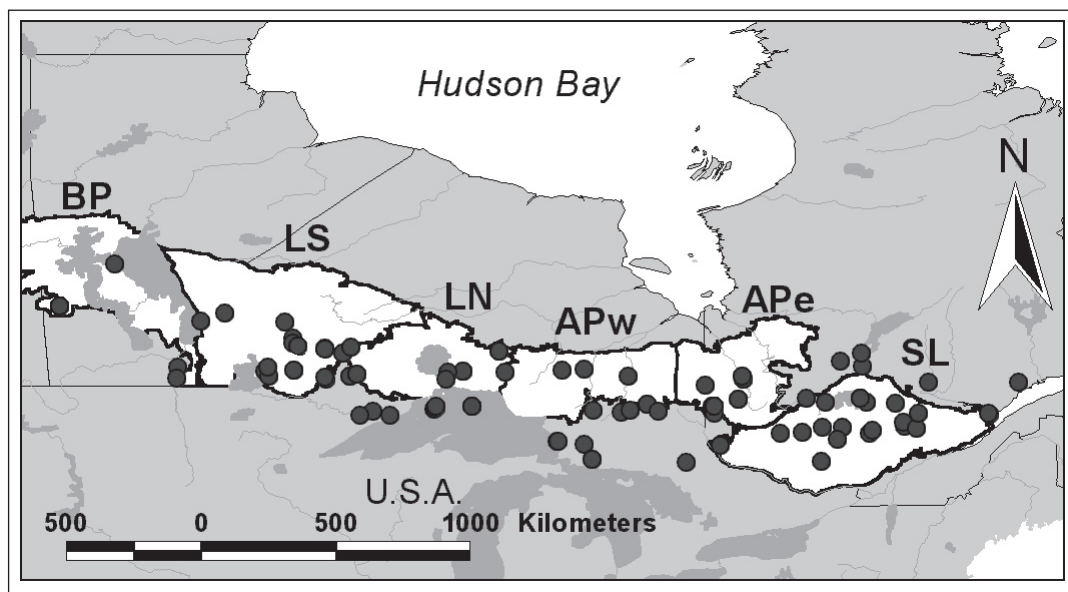 Hudson Bay
N
BP
LS
LN
APw
APe
SL
U.S.A.
500 0 500 1000 Kilometers